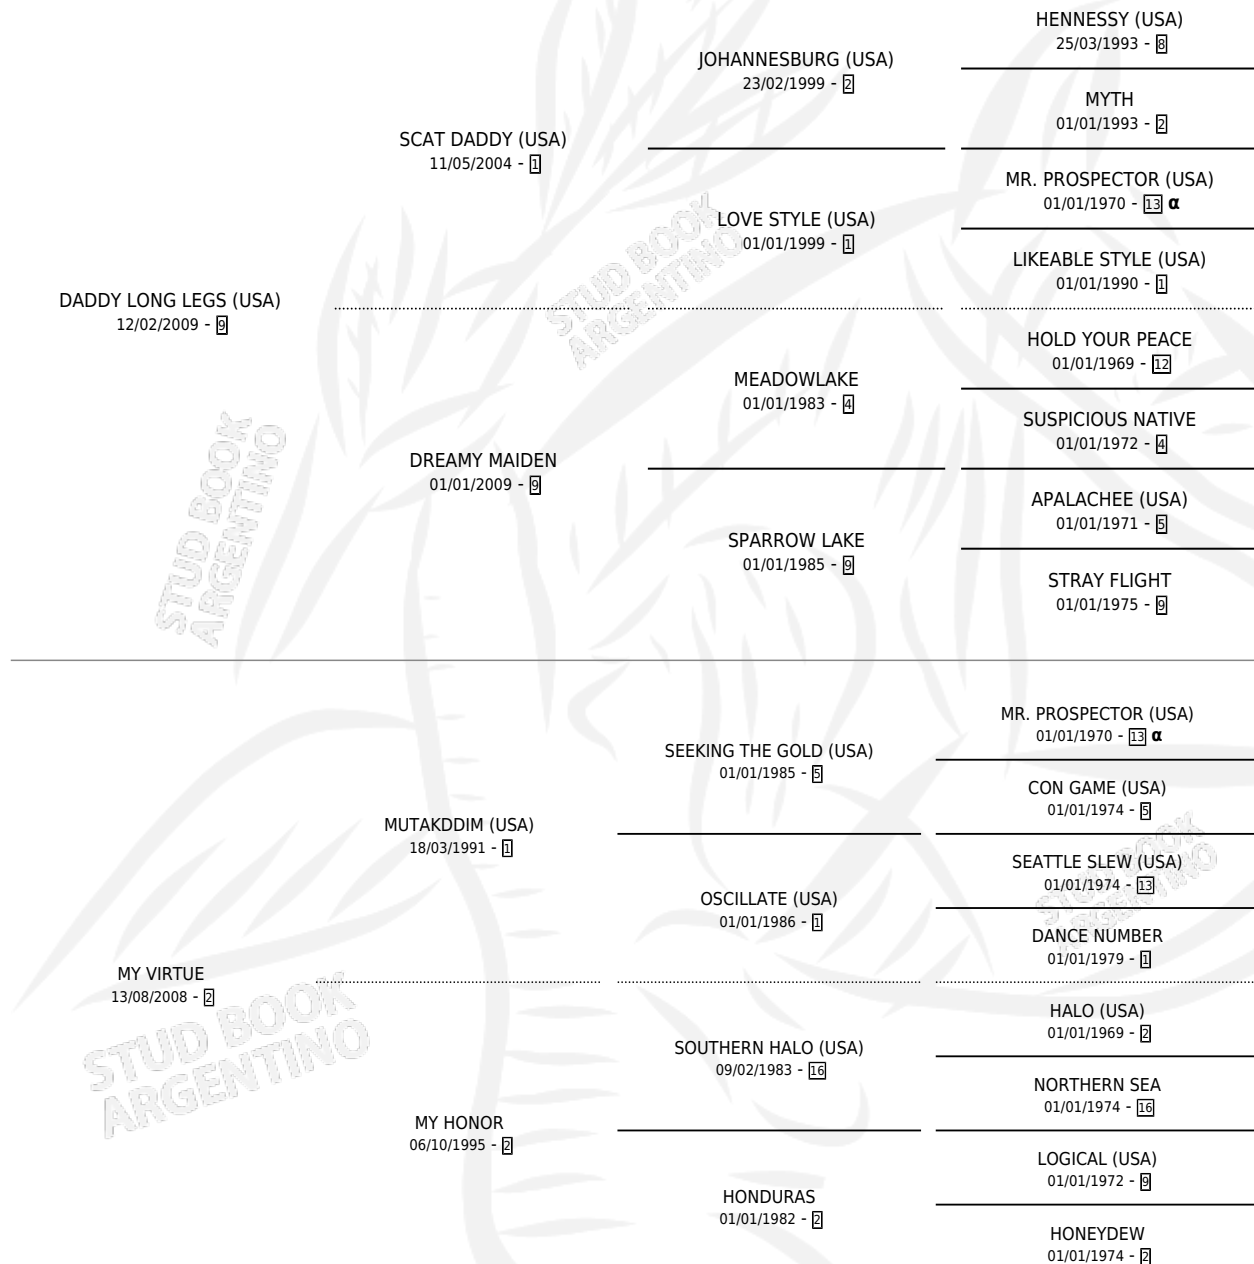 HENNESSY (USA)
25/03/1993 - 8
JOHANNESBURG (USA)
23/02/1999 - 2
MYTH
01/01/1993 - 2
SCAT DADDY (USA)
11/05/2004 - 1
MR. PROSPECTOR (USA)
01/01/1970 - 13 α
LOVE STYLE (USA)
01/01/1999 - 1
LIKEABLE STYLE (USA)
01/01/1990 - 1
DADDY LONG LEGS (USA)
12/02/2009 - 9
HOLD YOUR PEACE
01/01/1969 - 12
MEADOWLAKE
01/01/1983 - 4
SUSPICIOUS NATIVE
01/01/1972 - 4
DREAMY MAIDEN
01/01/2009 - 9
APALACHEE (USA)
01/01/1971 - 5
SPARROW LAKE
01/01/1985 - 9
STRAY FLIGHT
01/01/1975 - 9
STUD BOOK
ARGENTINO
STUD BOOK
ARGENTINO
MR. PROSPECTOR (USA)
01/01/1970 - 13 α
SEEKING THE GOLD (USA)
01/01/1985 - 5
CON GAME (USA)
01/01/1974 - 5
MUTAKDDIM (USA)
18/03/1991 - 1
SEATTLE SLEW (USA)
01/01/1974 - 13
OSCILLATE (USA)
01/01/1986 - 1
DANCE NUMBER
01/01/1979 - 1
MY VIRTUE
13/08/2008 - 2
HALO (USA)
01/01/1969 - 2
SOUTHERN HALO (USA)
09/02/1983 - 16
NORTHERN SEA
01/01/1974 - 16
MY HONOR
06/10/1995 - 2
LOGICAL (USA)
01/01/1972 - 9
HONDURAS
01/01/1982 - 2
HONEYDEW
01/01/1974 - 2
STUD BOOK
ARGENTINO
STUD BOOK
ARGENTINO